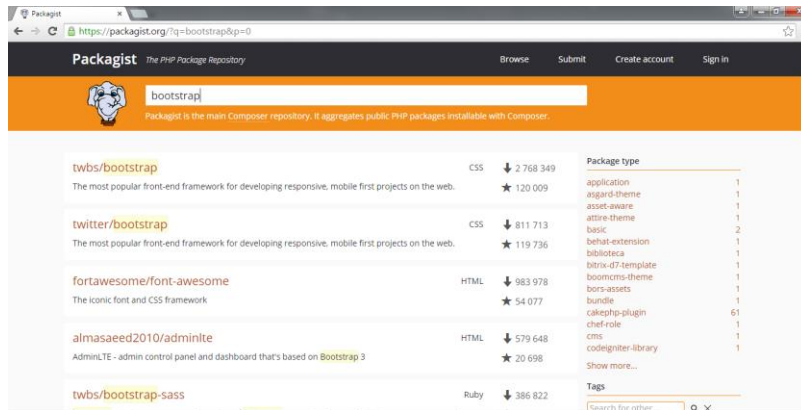 Packagist
https://packagist.org/?q=bootstrap&p=0
Packagist The PHP Package Repository
Browse Submit Create account Sign in
bootstrap
Packagist is the main Composer repository. It aggregates public PHP packages installable with Composer.
twbs/bootstrap CSS 2 768 349
The most popular front-end framework for developing responsive, mobile first projects on the web. 120 009
twitter/bootstrap CSS 811 713
The most popular front-end framework for developing responsive, mobile first projects on the web. 119 736
fortawesome/font-awesome HTML 983 978
The iconic font and CSS framework 54 077
almasaeed2010/adminlte HTML 579 648
AdminLTE - admin control panel and dashboard that's based on Bootstrap 3 20 698
twbs/bootstrap-sass Ruby 386 822
Package type
application 1
asgard-theme 1
asset-aware 1
attire-theme 1
basic 2
behat-extension 1
biblioteca 1
bitrix-d7-template 1
boomcms-theme 1
bors-assets 1
bundle 1
cakephp-plugin 61
chef-role 1
cms 1
codeigniter-library 1
Show more...
Tags
Search for other